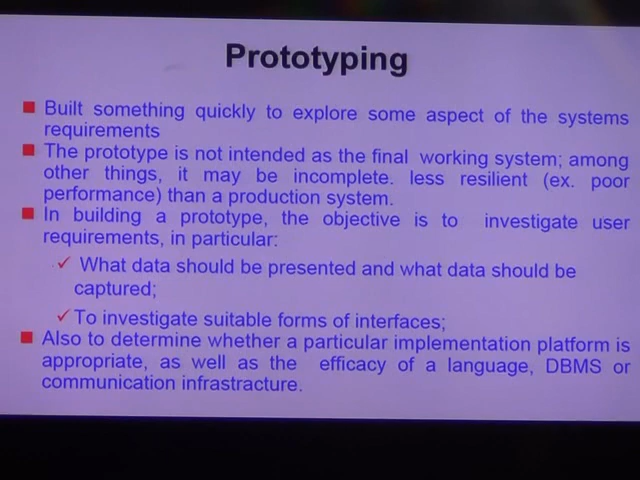 Prototyping
Built something quickly to explore some aspect of the systems
requirements
The prototype is not intended as the final working system; among
other things, it may be incomplete. less resilient (ex. poor
performance) than a production system.
In building a prototype, the objective is to investigate user
requirements, in particular:
What data should be presented and what data should be
captured;
To investigate suitable forms of interfaces;
Also to determine whether a particular implementation platform is
appropriate, as well as the efficacy of a language, DBMS or
communication infrastracture.